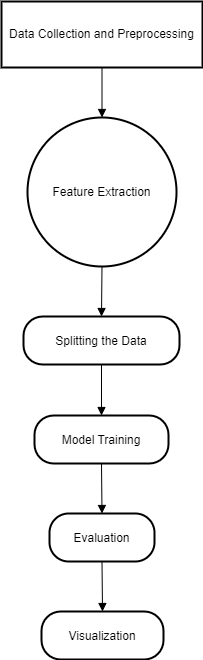 Data Collection and Preprocessing
Feature Extraction
Splitting the Data
Model Training
Evaluation
Visualization